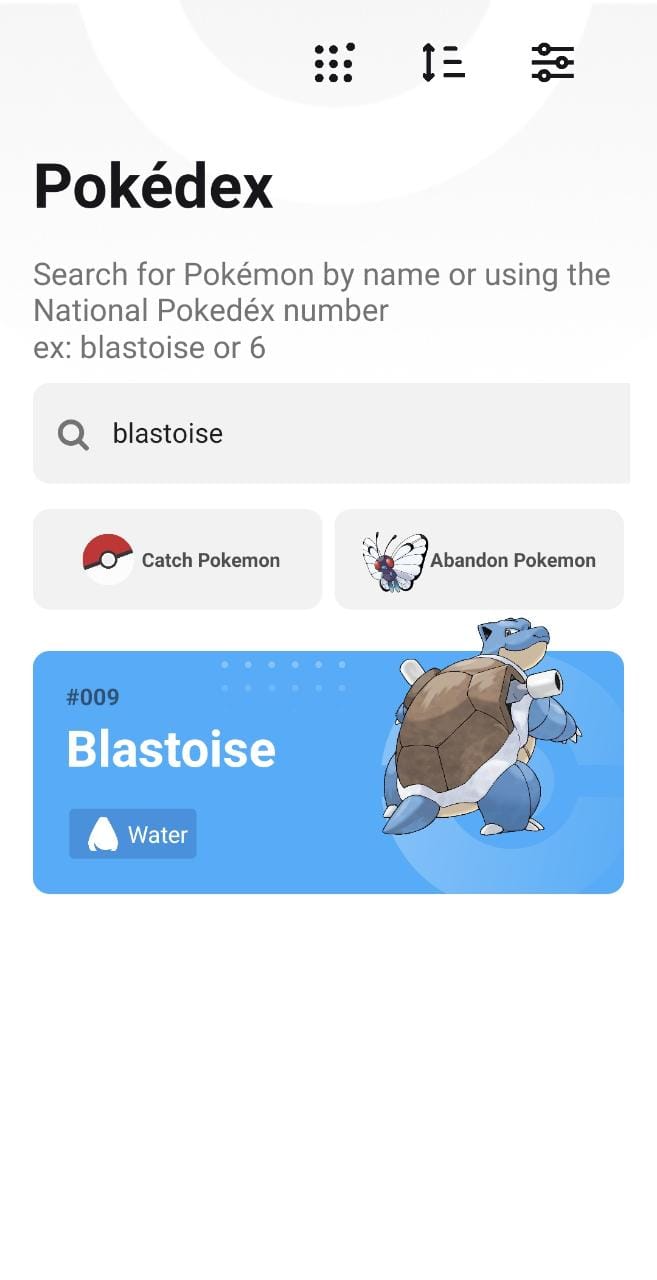 Pokédex
Search for Pokémon by name or using the
National Pokedéx number
ex: blastoise or 6
blastoise
Catch Pokemon
Abandon Pokemon
#009
Blastoise
Water